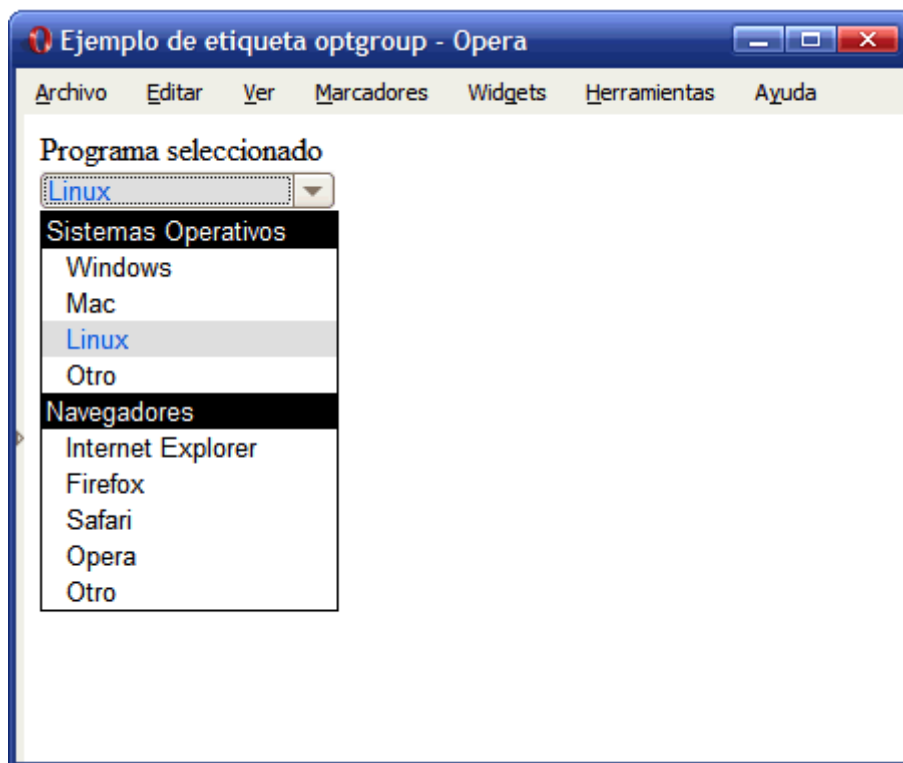 Ejemplo de etiqueta optgroup - Opera
Archivo Editar Ver Marcadores Widgets Herramientas Ayuda
Programa seleccionado
Linux
Sistemas Operativos
Windows
Mac
Linux
Otro
Navegadores
Internet Explorer
Firefox
Safari
Opera
Otro